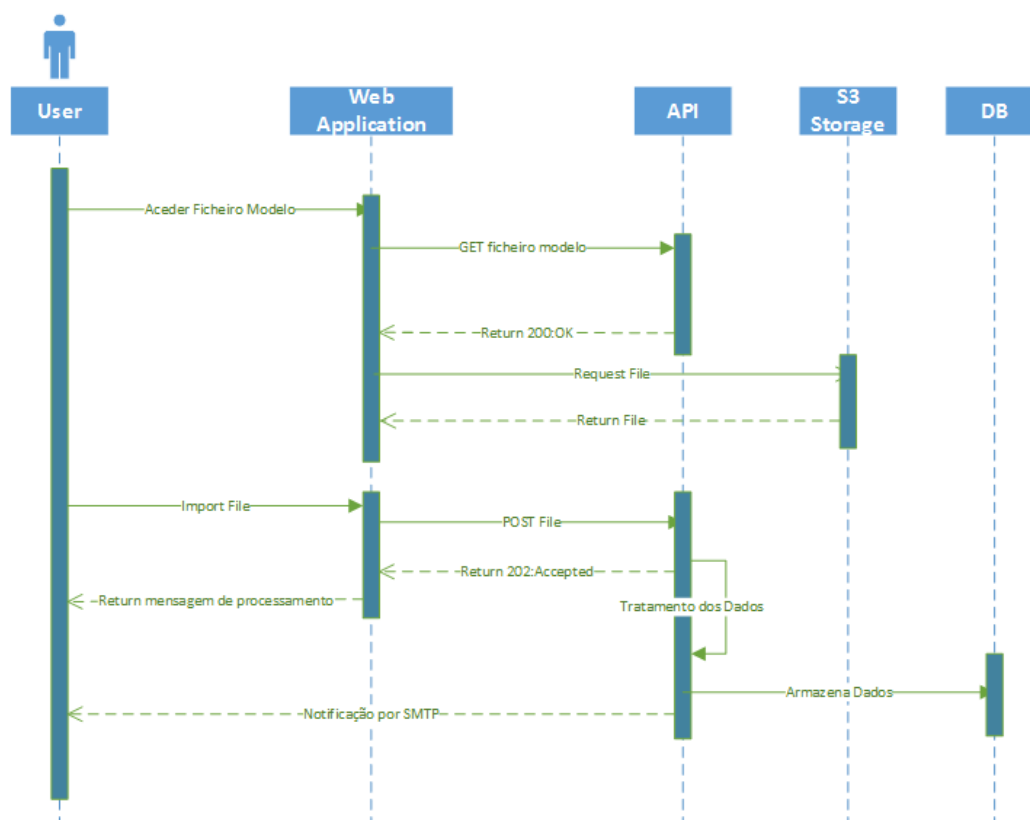 User
Web
Application
API
S3
Storage
DB
Aceder Ficheiro Modelo
GET ficheiro modelo
Return 200:OK
Request File
Return File
Import File
POST File
Return 202:Accepted
Return mensagem de processamento
Tratamento dos Dados
Armazena Dados
Notificação por SMTP